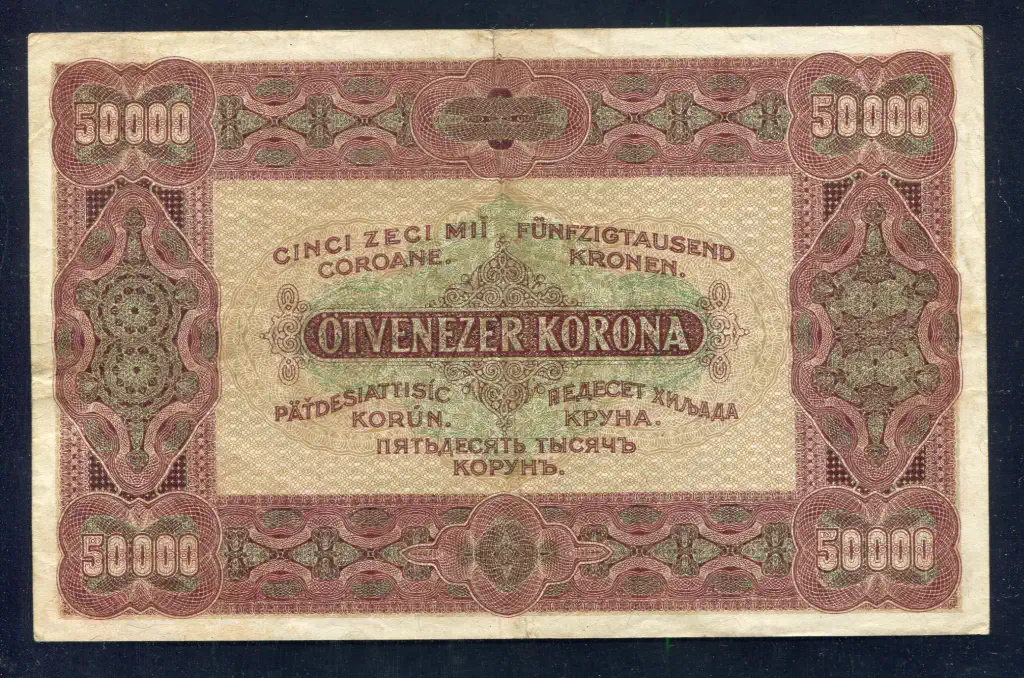 50000
50000
CINCI ZECI MII
COROANE.
FÜNFZIGTAUSEND
KRONEN.
ÖTVENEZER KORONA
PÄŤDESIATTISÍC
KORÚN.
ПЕДЕСЕТ ХИЉАДА
КРУНА.
ПЯТЬДЕСЯТЬ ТЫСЯЧЪ
КОРУНЪ.
50000
50000